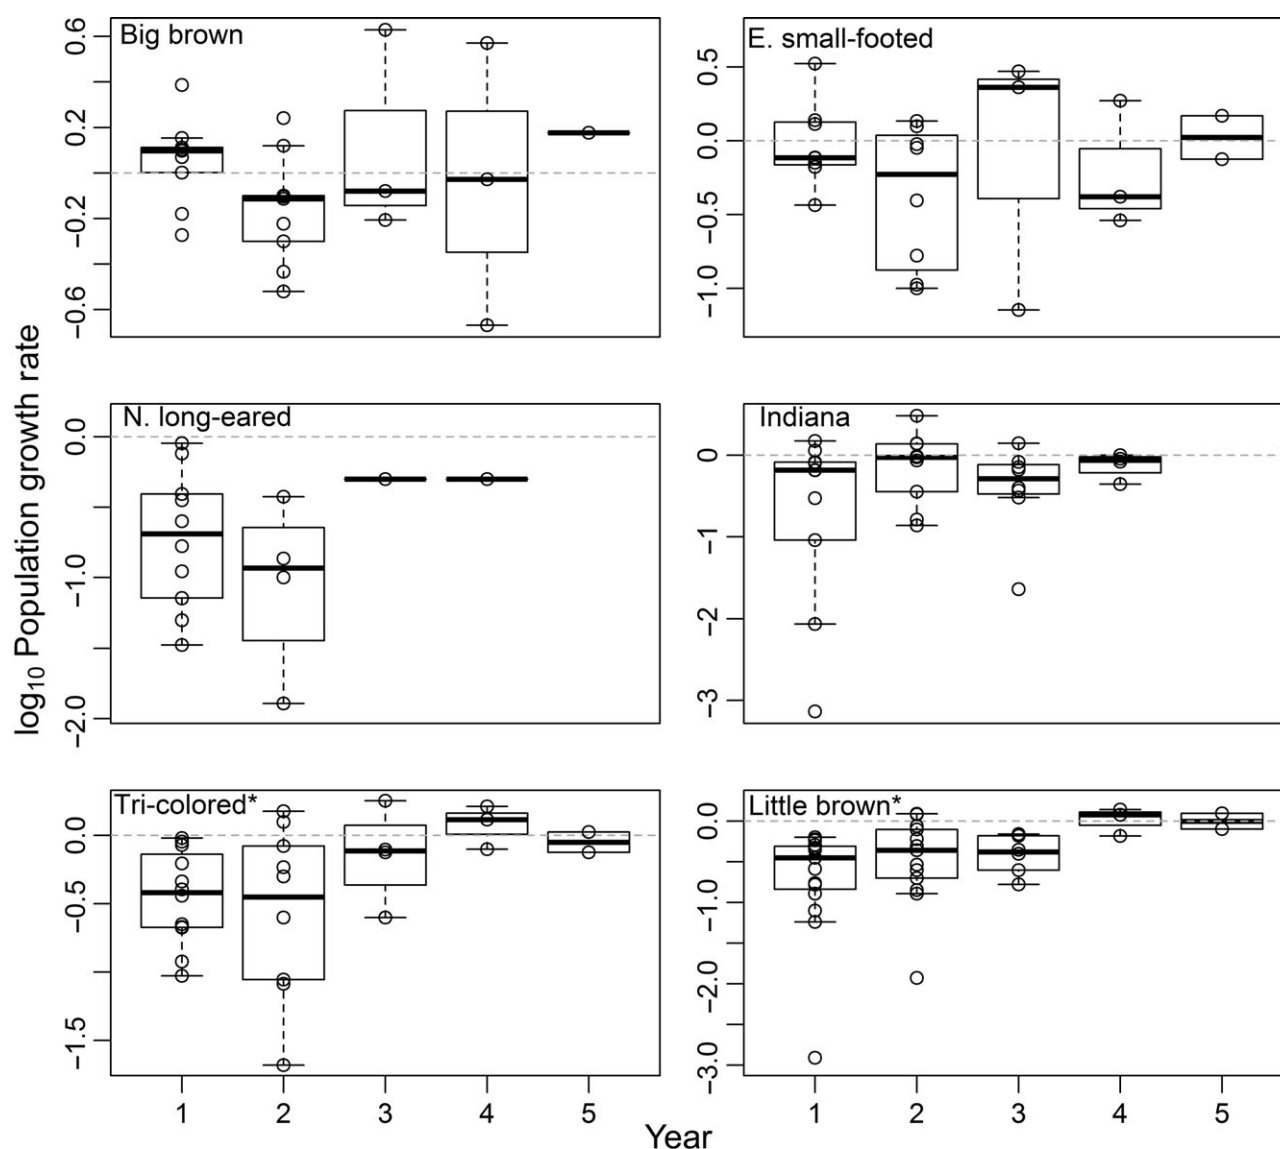 log10 Population growth rate
Big brown
0.6
0.2
−0.2
−0.6
E. small-footed
0.5
0.0
−0.5
−1.0
N. long-eared
0.0
−1.0
−2.0
Indiana
0
−1
−2
−3
Tri-colored*
0.0
−0.5
−1.5
1 2 3 4 5
Little brown*
0.0
−1.0
−2.0
−3.0
1 2 3 4 5
Year